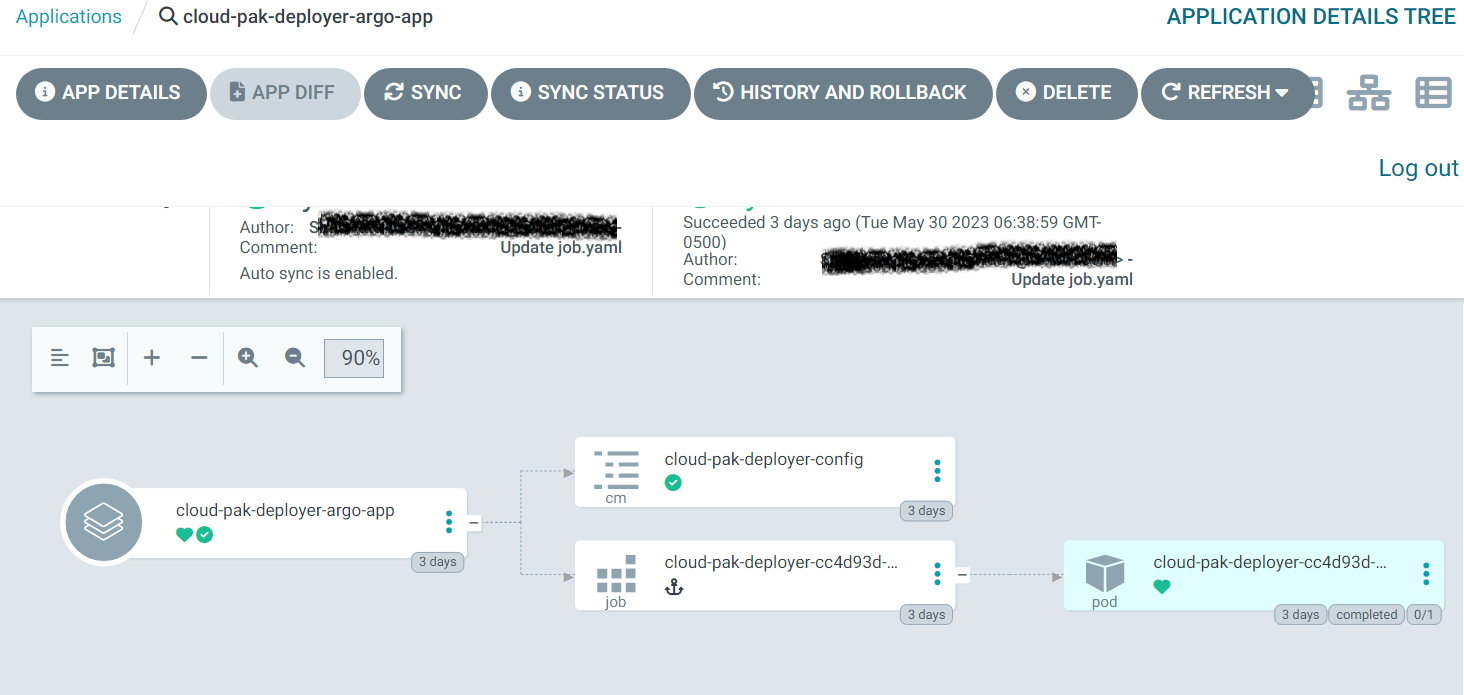 Applications / cloud-pak-deployer-argo-app
APPLICATION DETAILS TREE
APP DETAILS APP DIFF SYNC SYNC STATUS HISTORY AND ROLLBACK DELETE REFRESH
Log out
Author:
Comment: Update job.yaml
Auto sync is enabled.
Succeeded 3 days ago (Tue May 30 2023 06:38:59 GMT-
0500)
Author: > -
Comment: Update job.yaml
90%
cloud-pak-deployer-argo-app
3 days
cloud-pak-deployer-config
cm
3 days
cloud-pak-deployer-cc4d93d-...
job
3 days
cloud-pak-deployer-cc4d93d-...
pod
3 days completed 0/1